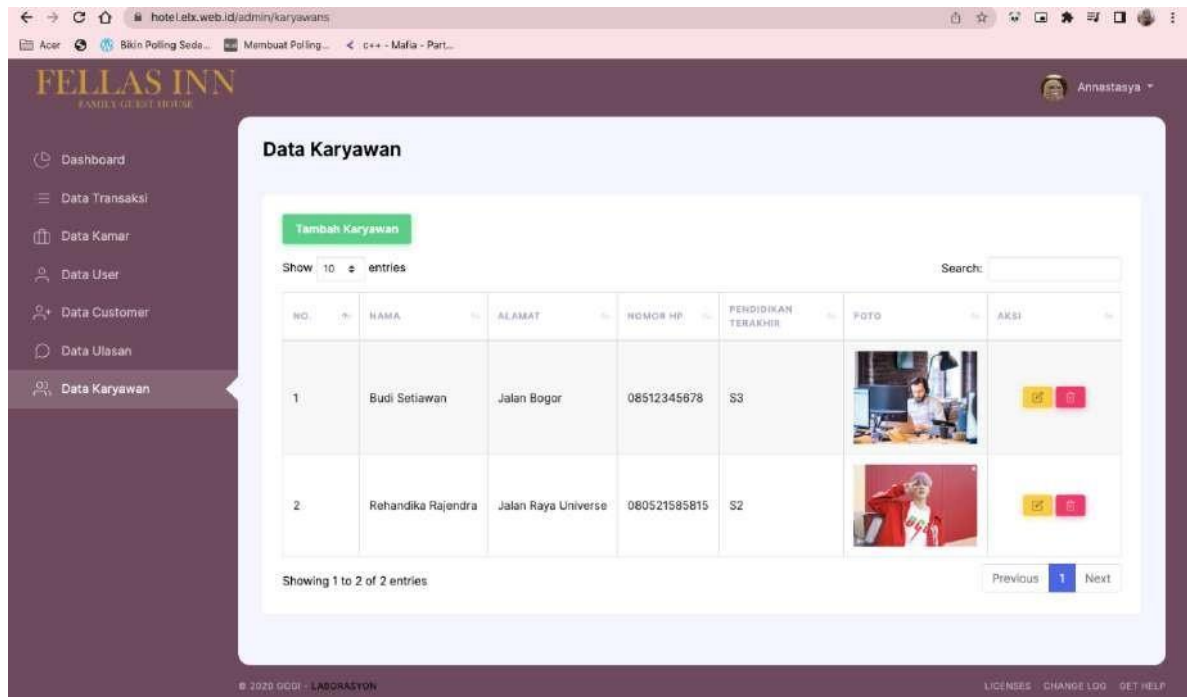 hotel.elx.web.id/admin/karyawans
Acer
Bikin Polling Seda...
Membuat Polling...
c++ - Mafia - Part...
FELLAS INN
FAMILY GUEST HOUSE
Annastasya
Dashboard
Data Transaksi
Data Kamar
Data User
Data Customer
Data Ulasan
Data Karyawan
Data Karyawan
Tambah Karyawan
Show 10 entries
Search:
NO. NAMA ALAMAT NOMOR HP PENDIDIKAN TERAKHIR FOTO AKSI
1 Budi Setiawan Jalan Bogor 08512345678 S3
2 Rehandika Rajendra Jalan Raya Universe 080521585815 S2
Showing 1 to 2 of 2 entries
Previous 1 Next
© 2020 GOGI - LABORASYON
LICENSES CHANGE LOG GET HELP